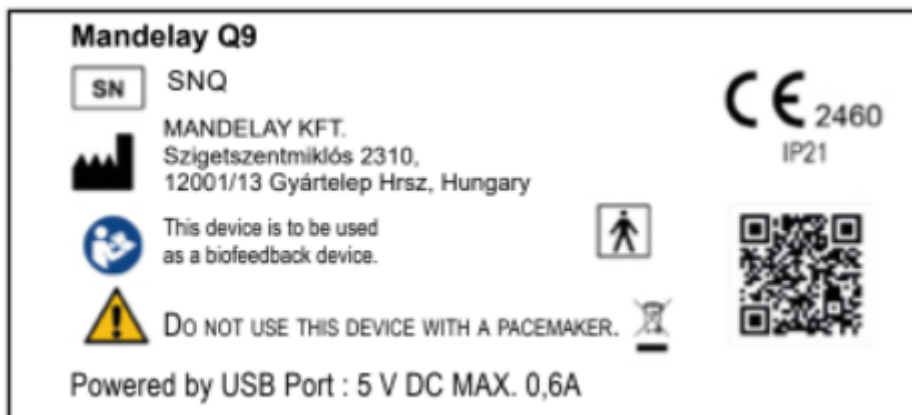 Mandelay Q9
SN SNQ
MANDELAY KFT.
Szigetszentmiklós 2310,
12001/13 Gyártelep Hrsz, Hungary
CE 2460
IP21
This device is to be used
as a biofeedback device.
DO NOT USE THIS DEVICE WITH A PACEMAKER.
Powered by USB Port : 5 V DC MAX. 0,6A